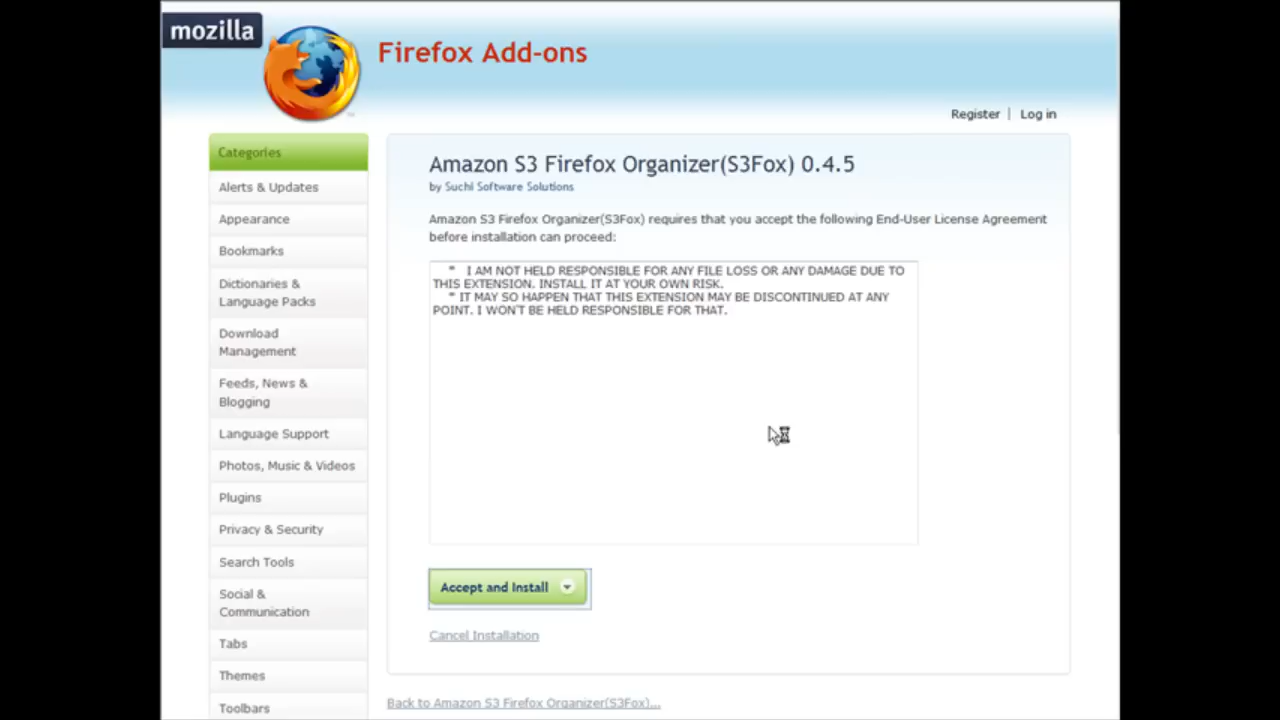 mozilla
Firefox Add-ons
Register | Log in
Categories
Alerts & Updates
Appearance
Bookmarks
Dictionaries &
Language Packs
Download
Management
Feeds, News &
Blogging
Language Support
Photos, Music & Videos
Plugins
Privacy & Security
Search Tools
Social &
Communication
Tabs
Themes
Toolbars
Amazon S3 Firefox Organizer(S3Fox) 0.4.5
by Suchi Software Solutions
Amazon S3 Firefox Organizer(S3Fox) requires that you accept the following End-User License Agreement
before installation can proceed:
* I AM NOT HELD RESPONSIBLE FOR ANY FILE LOSS OR ANY DAMAGE DUE TO
THIS EXTENSION. INSTALL IT AT YOUR OWN RISK.
* IT MAY SO HAPPEN THAT THIS EXTENSION MAY BE DISCONTINUED AT ANY
POINT. I WON'T BE HELD RESPONSIBLE FOR THAT.
Accept and Install
Cancel Installation
Back to Amazon S3 Firefox Organizer(S3Fox)...